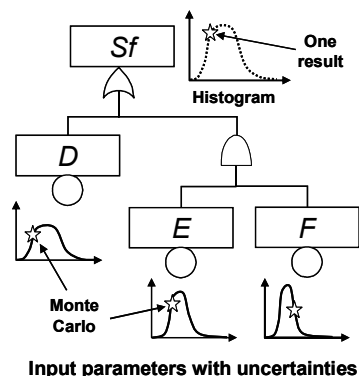 Sf
One
result
Histogram
D
E
F
Monte
Carlo
Input parameters with uncertainties